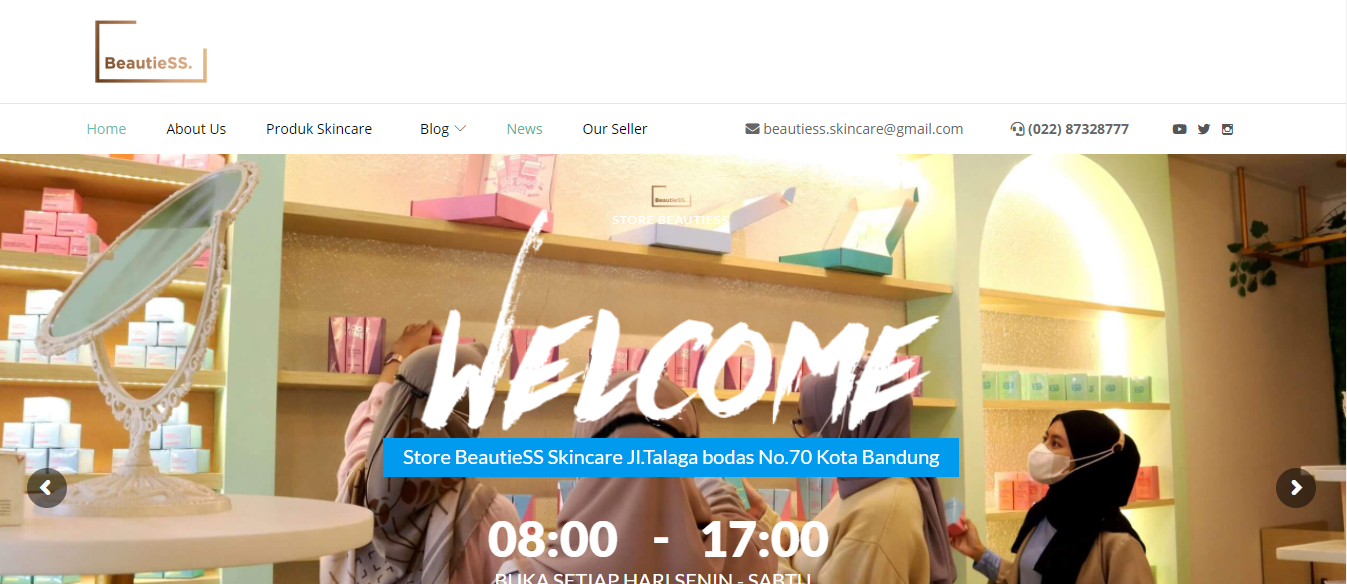 BeautieSS.
Home About Us Produk Skincare Blog News Our Seller beautiess.skincare@gmail.com (022) 87328777
BeautieSS.
STORE BEAUTIESS
WELCOME
Store BeautieSS Skincare Jl.Talaga bodas No.70 Kota Bandung
08:00 - 17:00
BUKA SETIAP HARI SENIN - SABTU